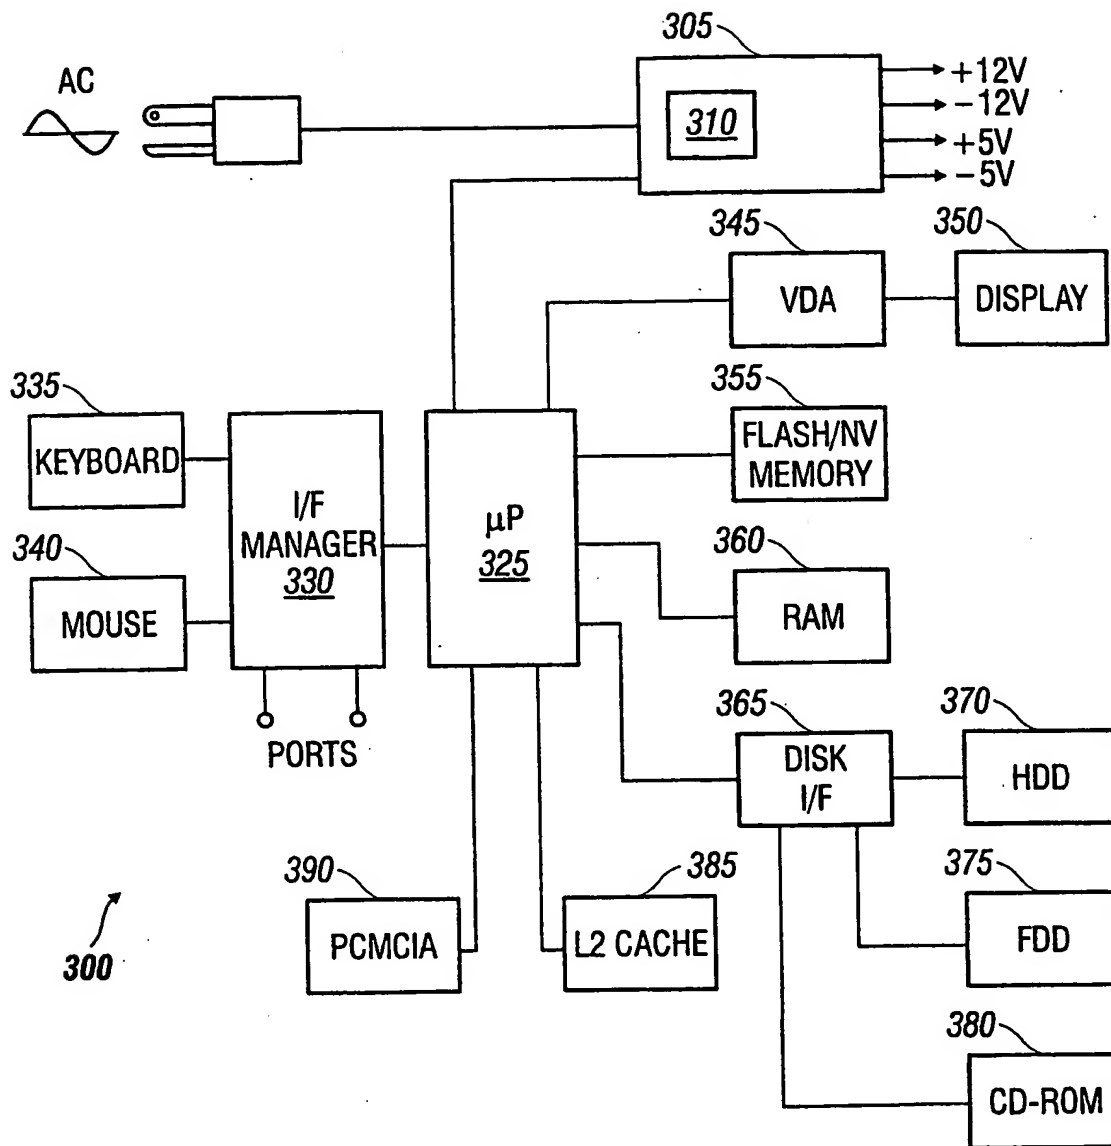 305
AC
310
+12V
-12V
+5V
-5V
345
VDA
350
DISPLAY
335
KEYBOARD
355
FLASH/NV
MEMORY
I/F
MANAGER
330
µP
325
340
MOUSE
360
RAM
PORTS
365
DISK
I/F
370
HDD
390
PCMCIA
385
L2 CACHE
375
FDD
300
380
CD-ROM